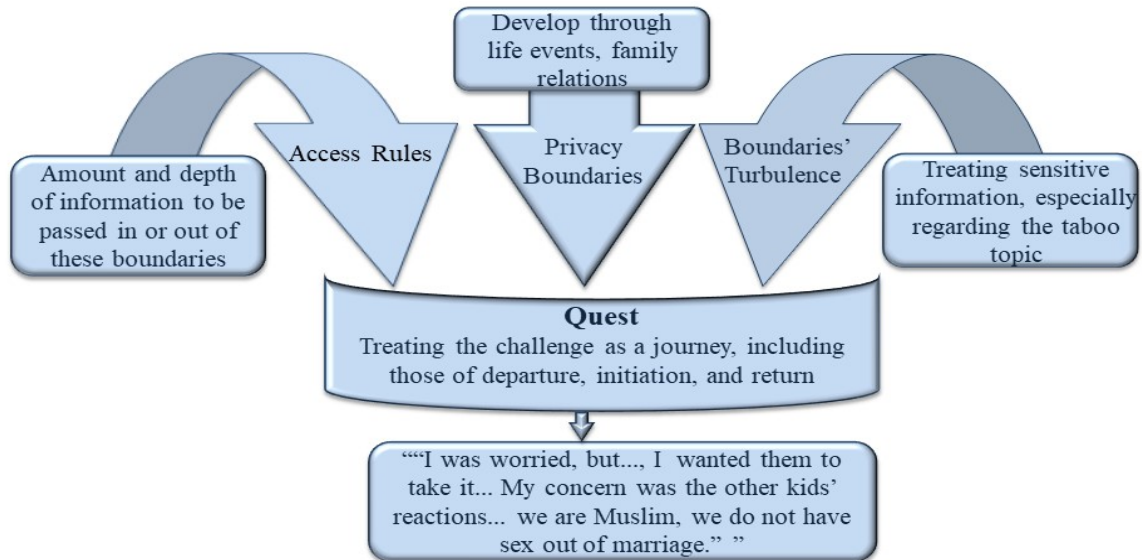 Develop through
life events, family
relations
Access Rules
Privacy
Boundaries
Boundaries’
Turbulence
Amount and depth
of information to be
passed in or out of
these boundaries
Treating sensitive
information, especially
regarding the taboo
topic
Quest
Treating the challenge as a journey, including
those of departure, initiation, and return
““I was worried, but..., I wanted them to
take it... My concern was the other kids’
reactions... we are Muslim, we do not have
sex out of marriage.” ”